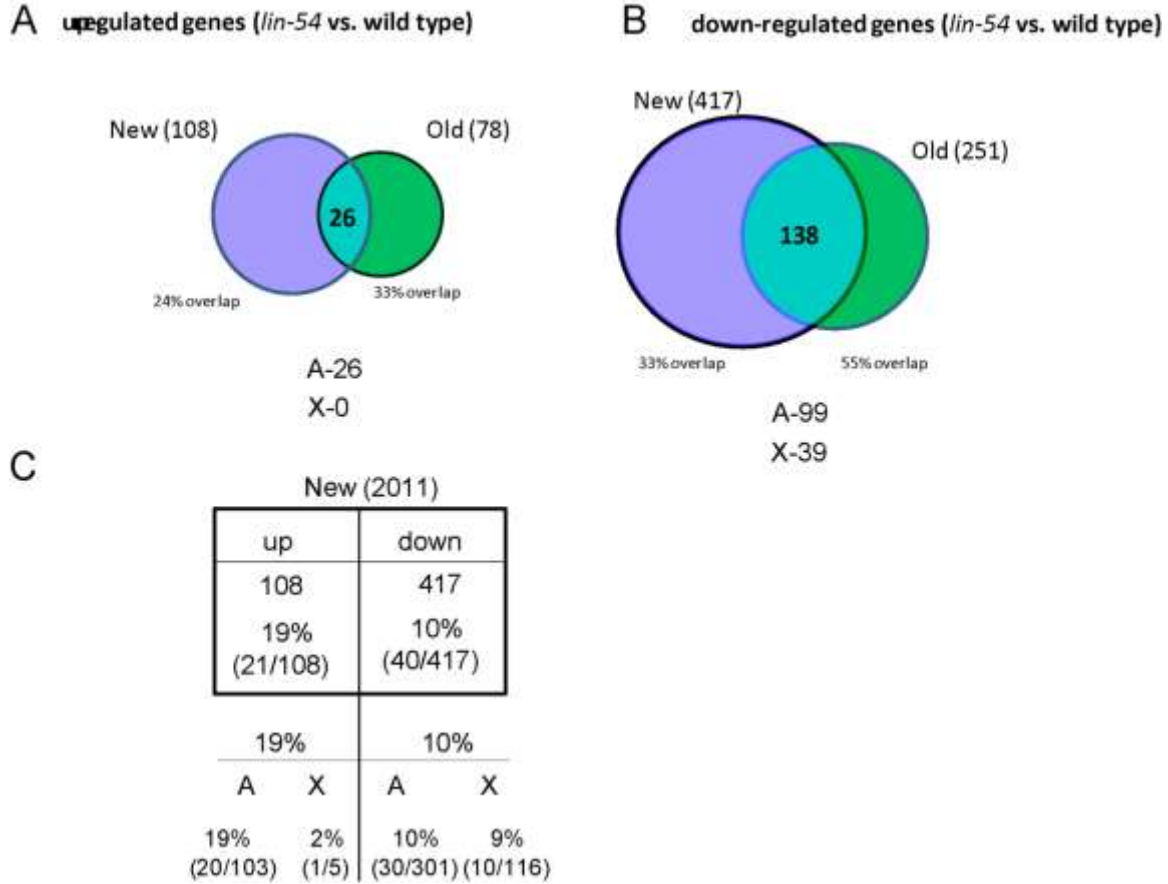 A
upregulated genes (lin-54 vs. wild type)
New (108)
Old (78)
26
24% overlap
33% overlap
A-26
X-0
B
down-regulated genes (lin-54 vs. wild type)
New (417)
Old (251)
138
33% overlap
55% overlap
A-99
X-39
C
New (2011)
up down
108 417
19% 10%
(21/108) (40/417)
19% 10%
A X A X
19% 2% 10% 9%
(20/103) (1/5) (30/301) (10/116)